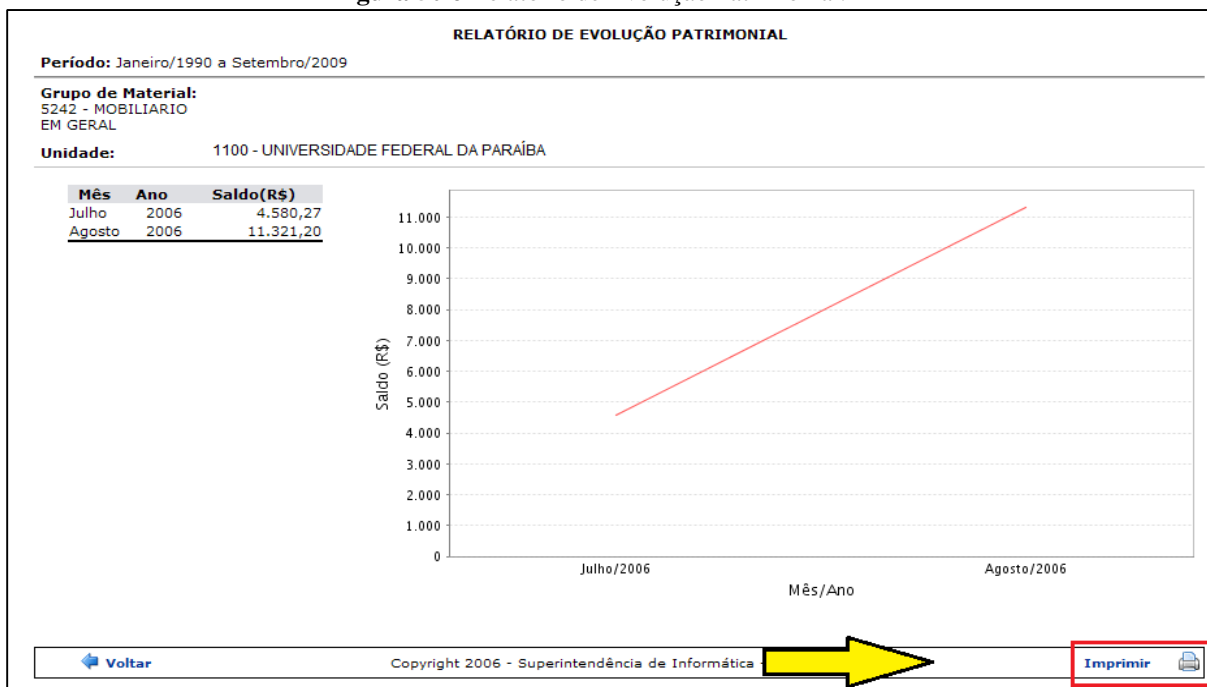 RELATÓRIO DE EVOLUÇÃO PATRIMONIAL
Período: Janeiro/1990 a Setembro/2009
Grupo de Material:
5242 - MOBILIARIO
EM GERAL
Unidade: 1100 - UNIVERSIDADE FEDERAL DA PARAÍBA
Mês Ano Saldo(R$)
Julho 2006 4.580,27
Agosto 2006 11.321,20
11.000
10.000
9.000
8.000
7.000
6.000
5.000
4.000
3.000
2.000
1.000
0
Saldo (R$)
Julho/2006 Agosto/2006
Mês/Ano
Voltar Copyright 2006 - Superintendência de Informática - Imprimir